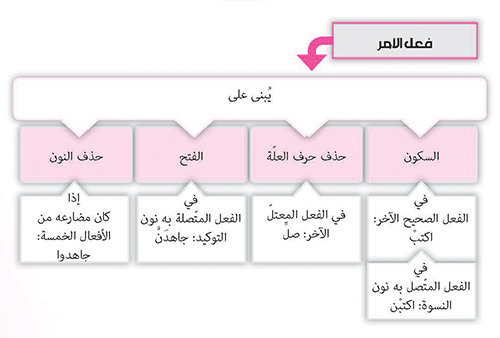 فعل الامر
يُبنى على
السكون
حذف حرف العلّة
الفتح
حذف النون
في
الفعل الصحيح الآخر:
اكتبْ
في الفعل المعتلّ
الآخر: صلِّ
في
الفعل المتّصلة به نون
التوكيد: جاهدَنَّ
إذا
كان مضارعه من
الأفعال الخمسة:
جاهدوا
في
الفعل المتّصل به نون
النسوة: اكتبْن